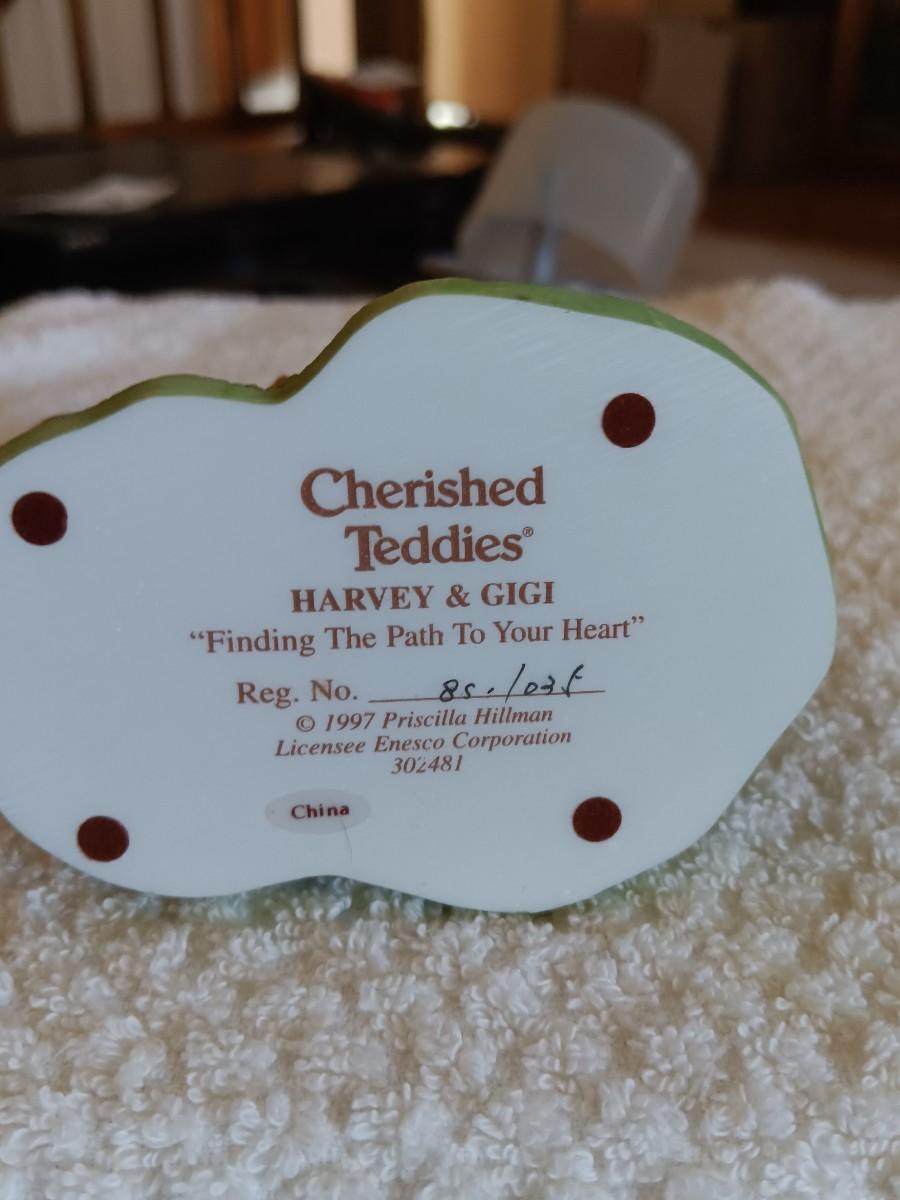 Cherished
Teddies®
HARVEY & GIGI
“Finding The Path To Your Heart”
Reg. No.
© 1997 Priscilla Hillman
Licensee Enesco Corporation
302481
China